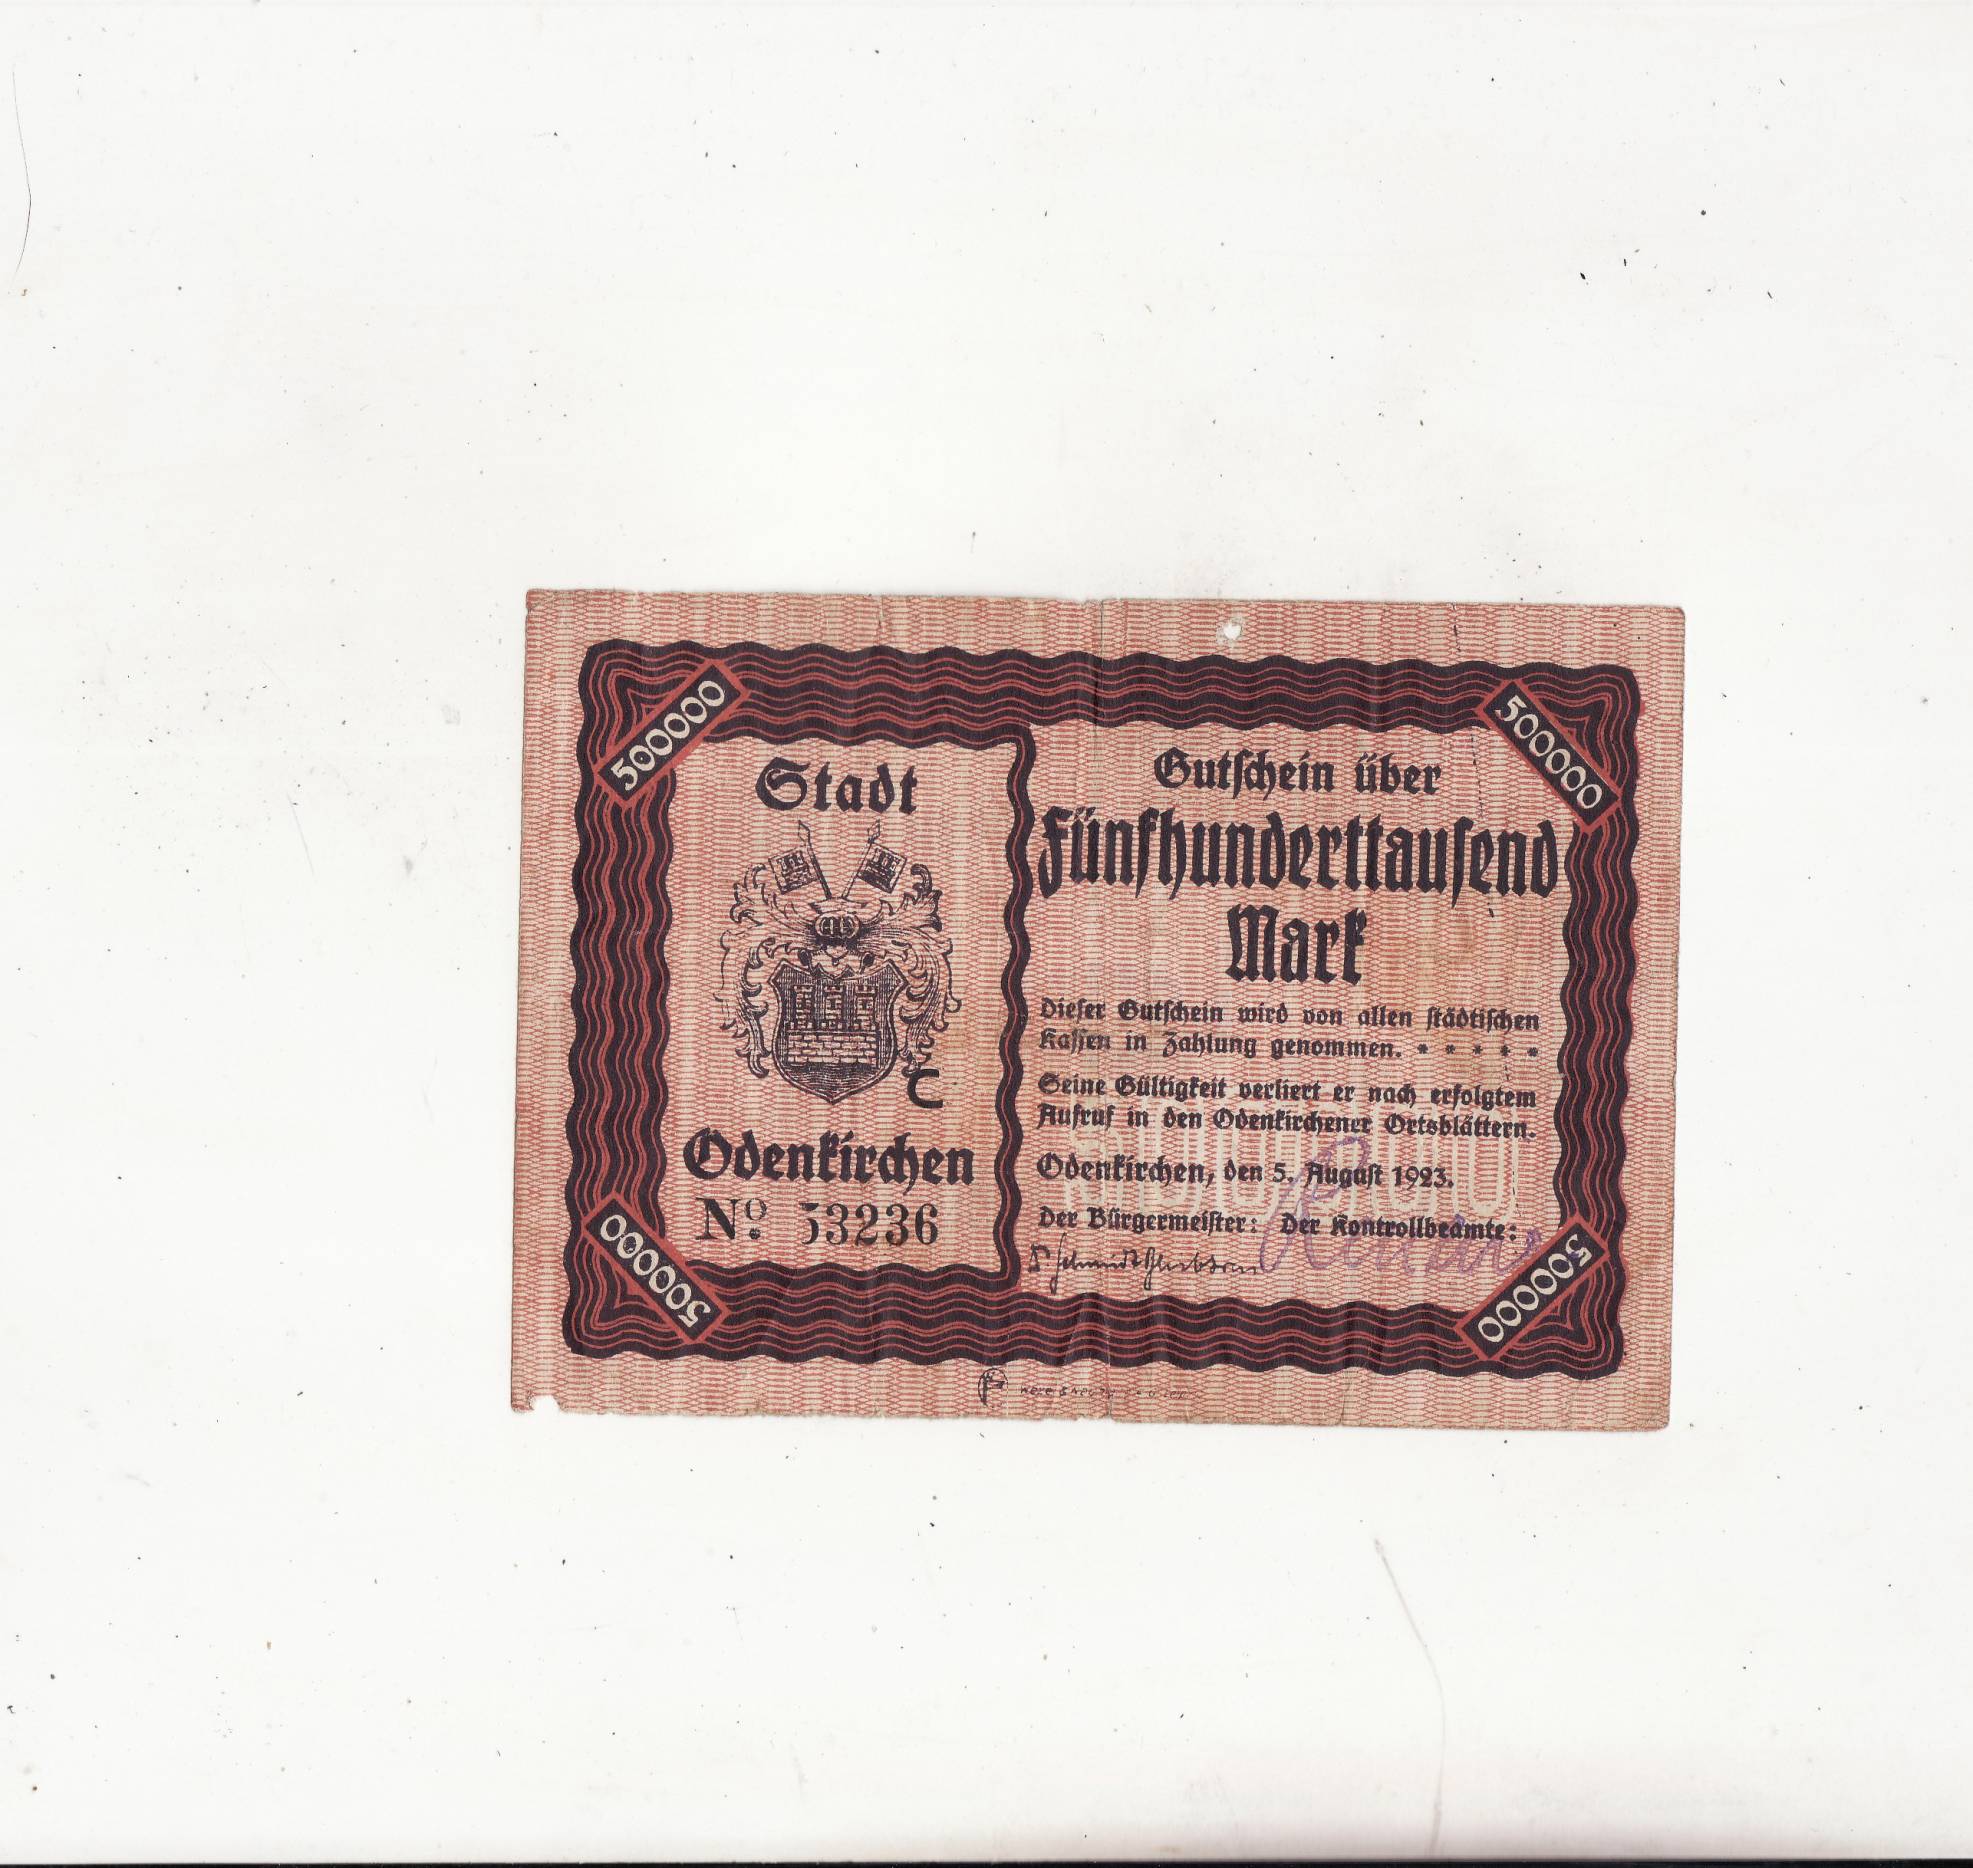 500000
500000
Stadt
C
Odenkirchen
Nº 53236
Gutschein über
Fünfhunderttausend
Mark
Dieser Gutschein wird von allen städtischen
Kassen in Zahlung genommen. * * * * *
Seine Gültigkeit verliert er nach erfolgtem
Aufruf in den Odenkirchener Ortsblättern.
500000
Odenkirchen, den 5. August 1923.
Der Bürgermeister: Der Kontrollbeamte:
500000
500000